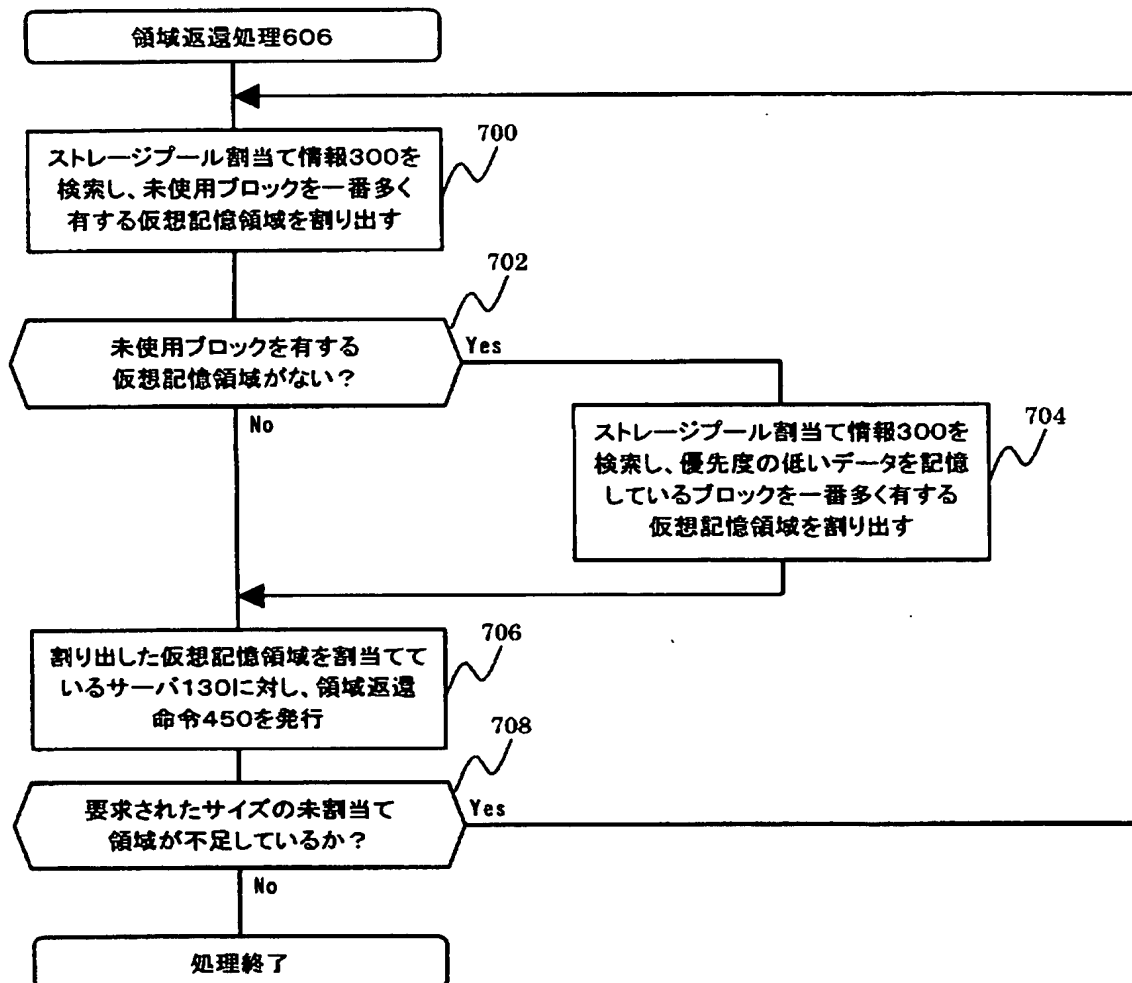 領域返還処理606
700
ストレージプール割当て情報300を
検索し、未使用ブロックを一番多く
有する仮想記憶領域を割り出す
702
未使用ブロックを有する
仮想記憶領域がない?
Yes
No
704
ストレージプール割当て情報300を
検索し、優先度の低いデータを記憶
しているブロックを一番多く有する
仮想記憶領域を割り出す
706
割り出した仮想記憶領域を割当てて
いるサーバ130に対し、領域返還
命令450を発行
708
要求されたサイズの未割当て
領域が不足しているか?
Yes
No
処理終了